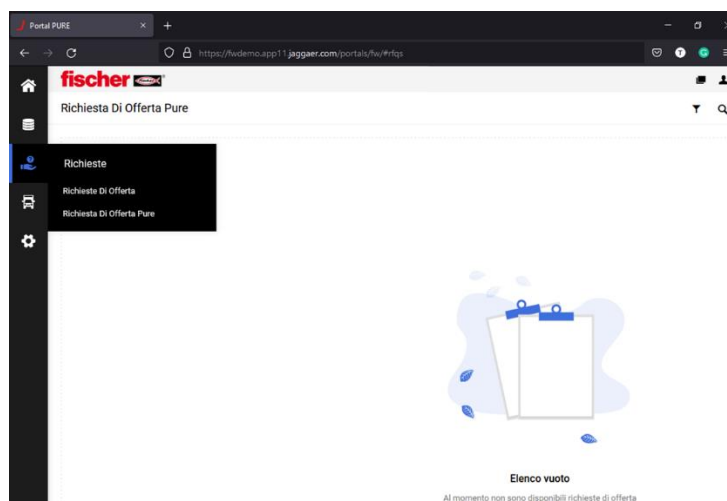 Portal PURE
https://fwdemo.app11.jaggaer.com/portals/fw/#rfqs
fischer
Richiesta Di Offerta Pure
Richieste
Richieste Di Offerta
Richiesta Di Offerta Pure
Elenco vuoto
Al momento non sono disponibili richieste di offerta